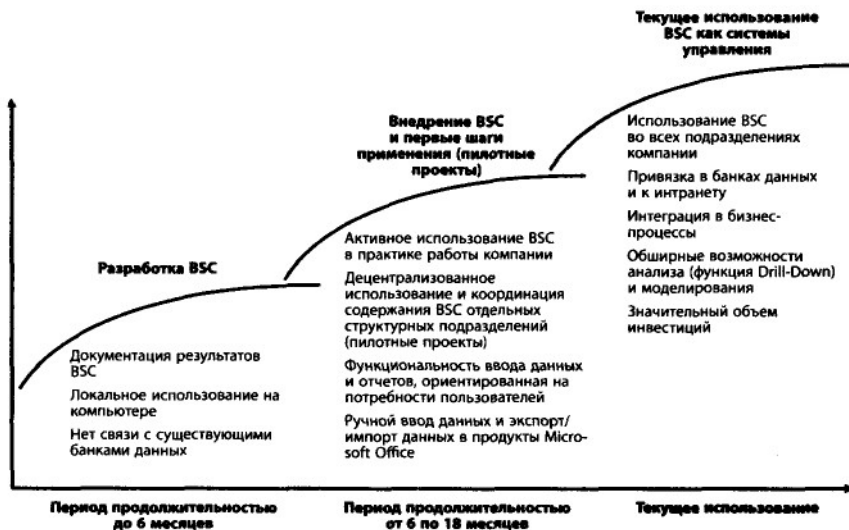 Текущее использование
BSC как системы
управления
Внедрение BSC
и первые шаги
применения (пилотные
проекты)
Использование BSC
во всех подразделениях
компании
Привязка в банках данных
и к интранету
Интеграция в бизнес-
процессы
Обширные возможности
анализа (функция Drill-Down)
и моделирования
Значительный объем
инвестиций
Разработка BSC
Активное использование BSC
в практике работы компании
Децентрализованное
использование и координация
содержания BSC отдельных
структурных подразделений
(пилотные проекты)
Функциональность ввода данных
и отчетов, ориентированная на
потребности пользователей
Ручной ввод данных и экспорт/
импорт данных в продукты Micro-
soft Office
Документация результатов
BSC
Локальное использование на
компьютере
Нет связи с существующими
банками данных
Период продолжительностью
до 6 месяцев
Период продолжительностью
от 6 по 18 месяцев
Текущее использование